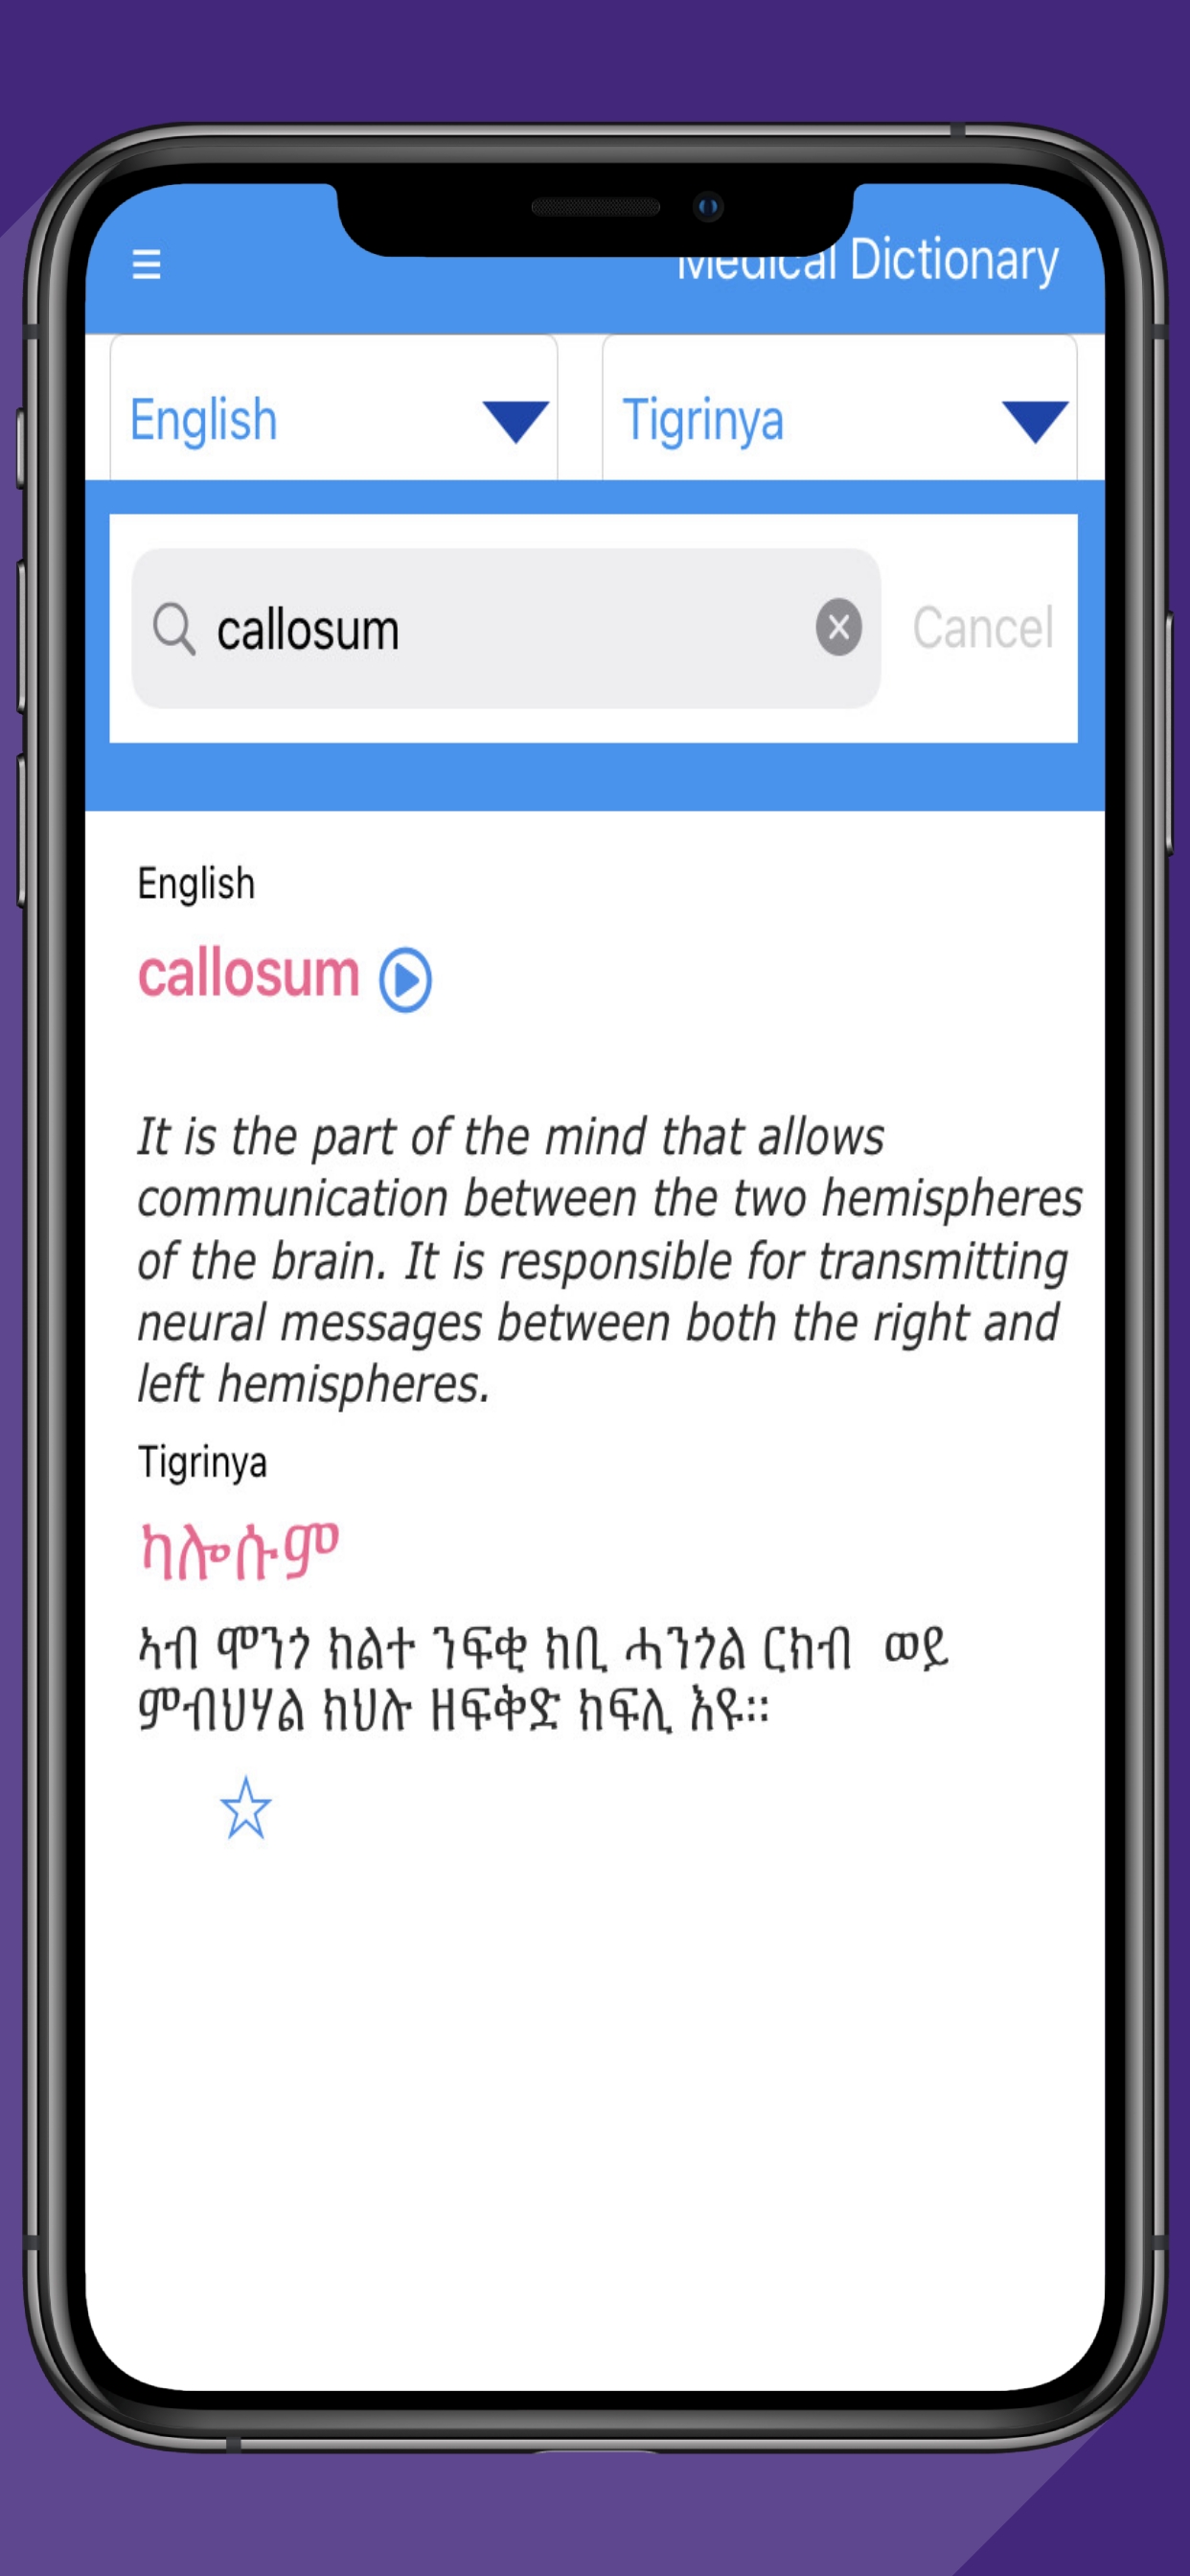 Medical Dictionary
English
Tigrinya
callosum
Cancel
English
callosum
It is the part of the mind that allows
communication between the two hemispheres
of the brain. It is responsible for transmitting
neural messages between both the right and
left hemispheres.
Tigrinya
ካሎሱም
ኣብ ሞንጎ ክልተ ንፍቂ ክቢ ሓንጎል ርክብ ወይ
ምብህሃል ክህሉ ዘፍቅድ ክፍሊ እዩ።